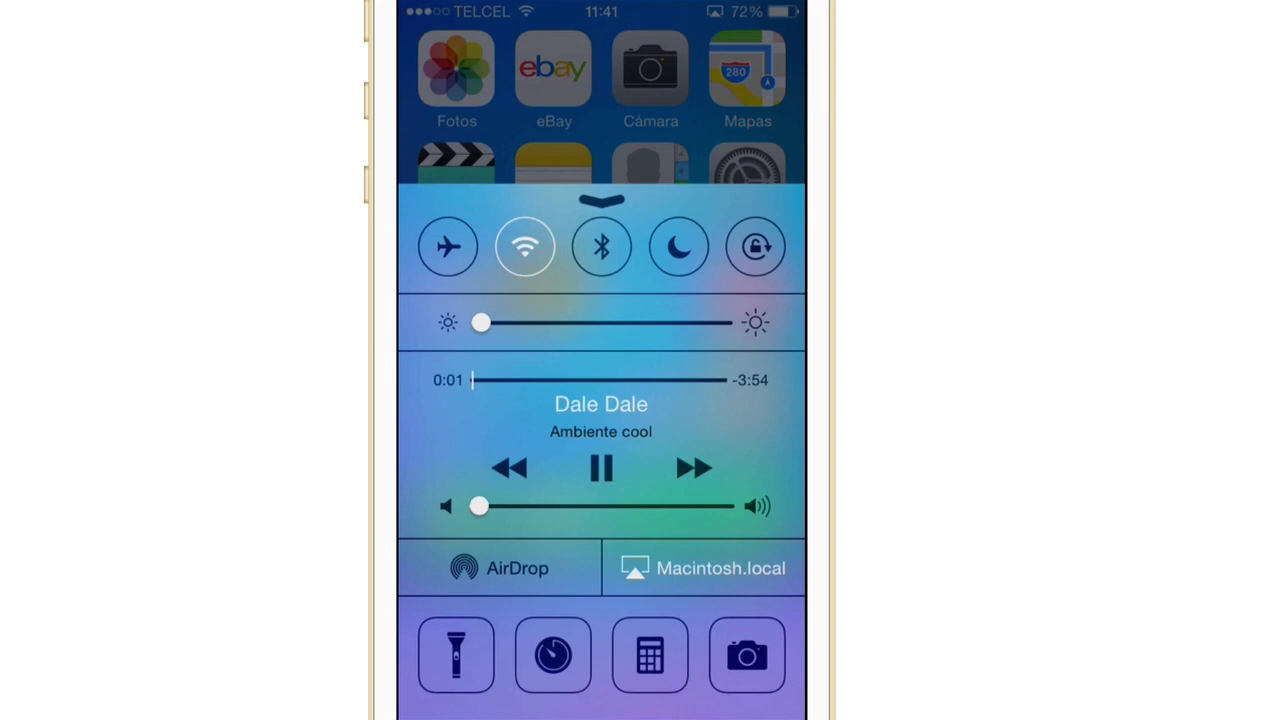 TELCEL 11:41 72%
ebay
280
Fotos eBay Cámara Mapas
0:01 -3:54
Dale Dale
Ambiente cool
AirDrop Macintosh.local